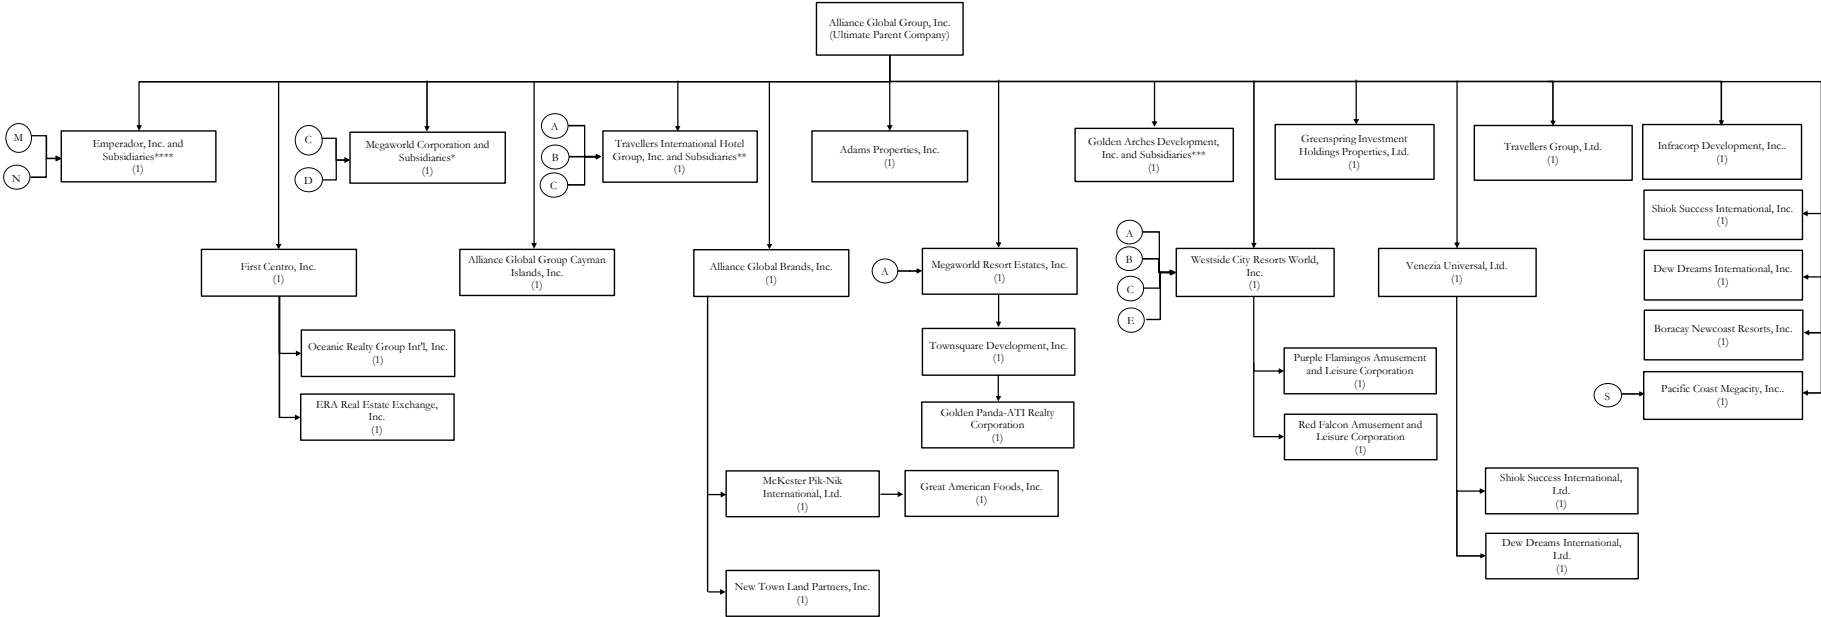 Alliance Global Group, Inc.
(Ultimate Parent Company)
M
N
Emperador, Inc. and
Subsidiaries****
(1)
C
D
Megaworld Corporation and
Subsidiaries*
(1)
A
B
C
Travellers International Hotel
Group, Inc. and Subsidiaries**
(1)
Adams Properties, Inc.
(1)
Golden Arches Development,
Inc. and Subsidiaries***
(1)
Greenspring Investment
Holdings Properties, Ltd.
(1)
Travellers Group, Ltd.
(1)
Infracorp Development, Inc..
(1)
Shiok Success International, Inc.
(1)
Dew Dreams International, Inc.
(1)
Boracay Newcoast Resorts, Inc.
(1)
S
Pacific Coast Megacity, Inc..
(1)
First Centro, Inc.
(1)
Alliance Global Group Cayman
Islands, Inc.
(1)
Alliance Global Brands, Inc.
(1)
A
Megaworld Resort Estates, Inc.
(1)
A
B
C
E
Westside City Resorts World,
Inc.
(1)
Venezia Universal, Ltd.
(1)
Oceanic Realty Group Int'l, Inc.
(1)
ERA Real Estate Exchange,
Inc.
(1)
Townsquare Development, Inc.
(1)
Golden Panda-ATI Realty
Corporation
(1)
Purple Flamingos Amusement
and Leisure Corporation
(1)
Red Falcon Amusement and
Leisure Corporation
(1)
McKester Pik-Nik
International, Ltd.
(1)
Great American Foods, Inc.
(1)
Shiok Success International,
Ltd.
(1)
Dew Dreams International,
Ltd.
(1)
New Town Land Partners, Inc.
(1)